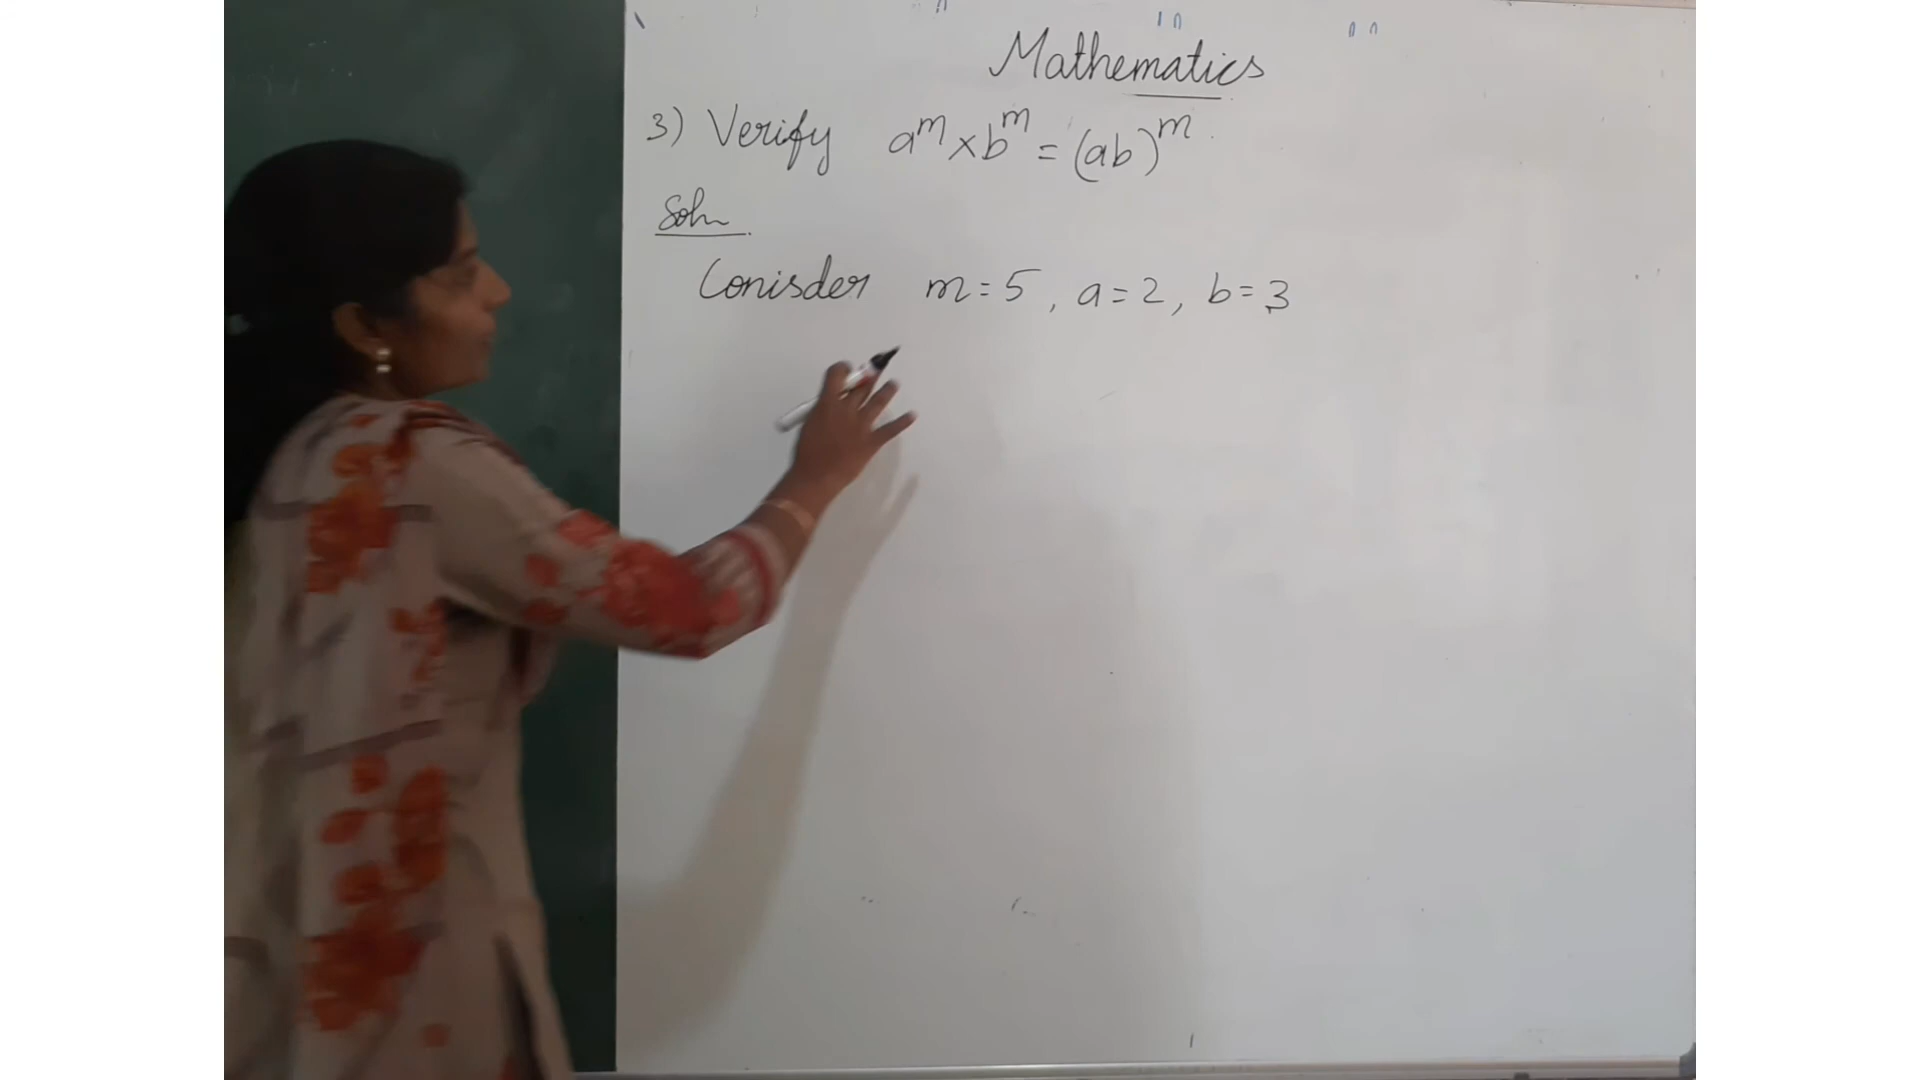 Mathematics
3) Verify a^m × b^m = (ab)^m.
Soln
Conisder m = 5, a = 2, b = 3